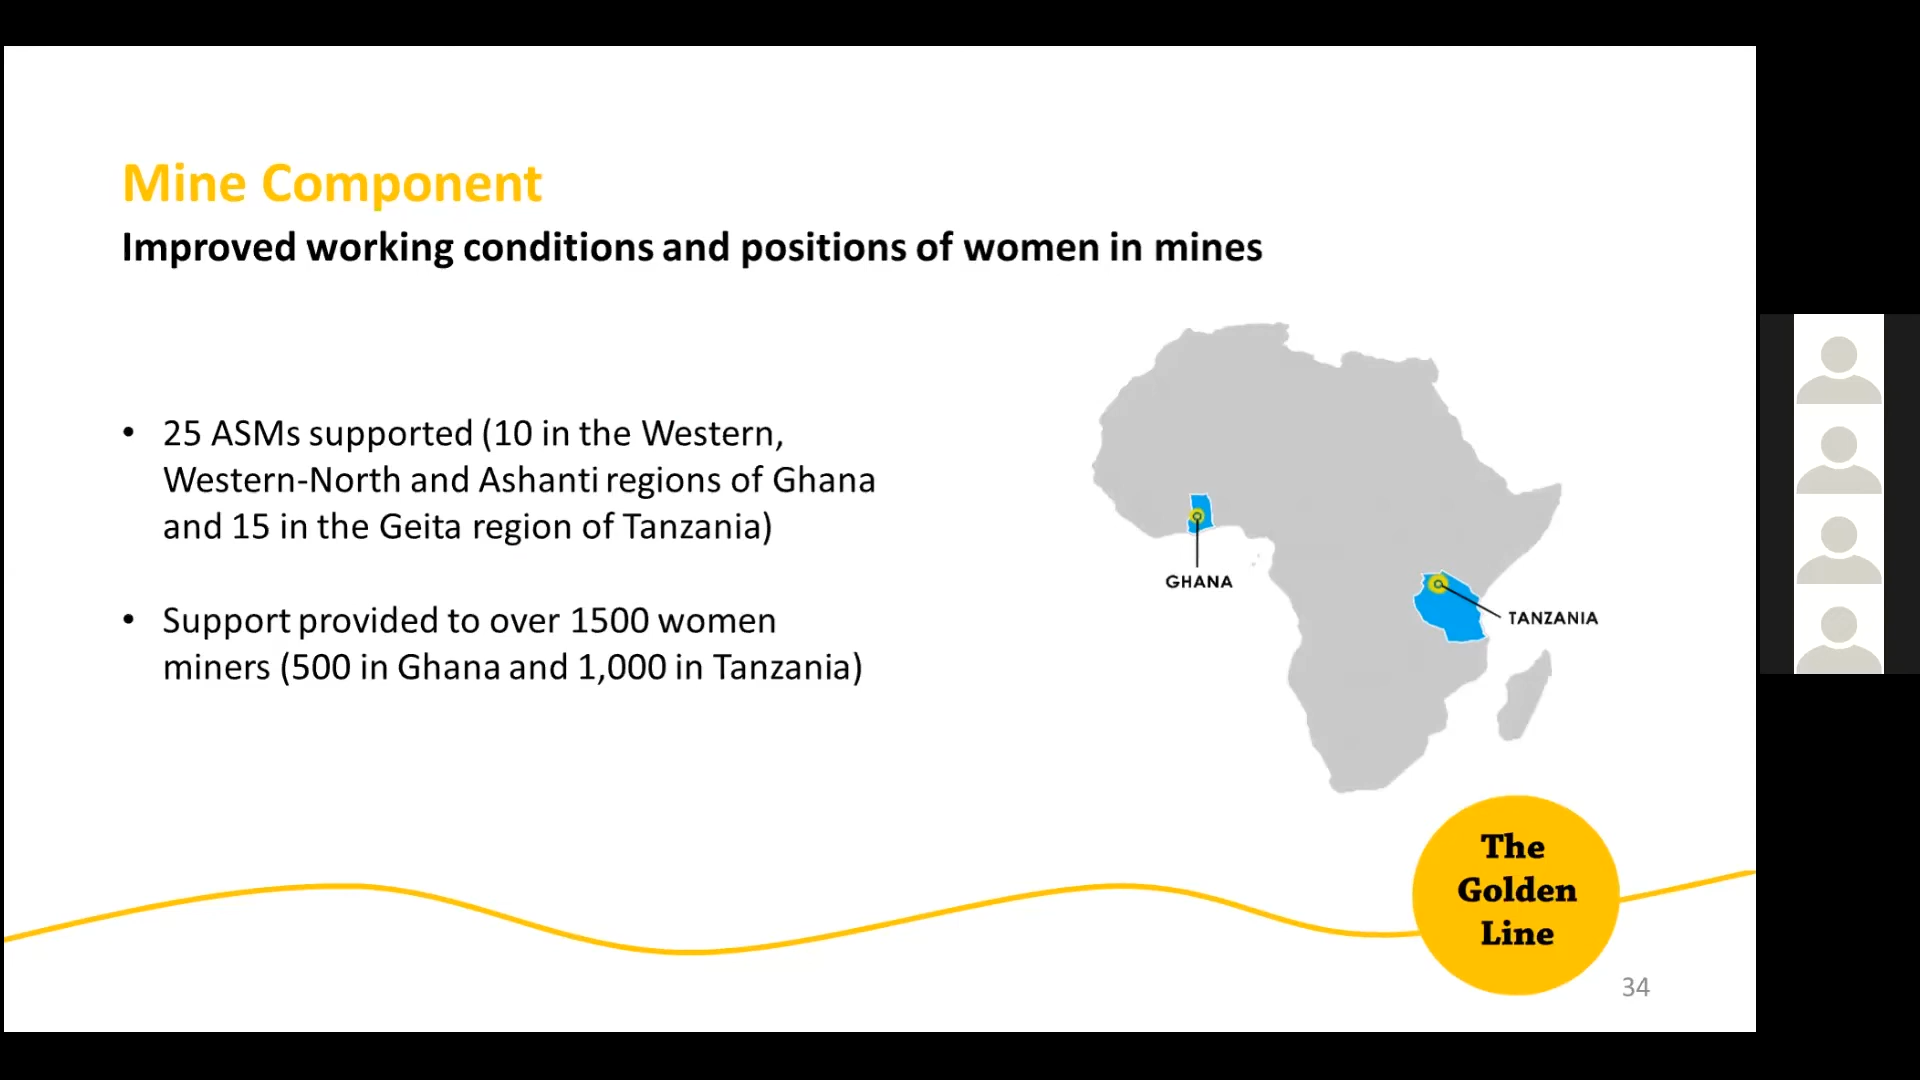 Mine Component
Improved working conditions and positions of women in mines
• 25 ASMs supported (10 in the Western,
Western-North and Ashanti regions of Ghana
and 15 in the Geita region of Tanzania)
• Support provided to over 1500 women
miners (500 in Ghana and 1,000 in Tanzania)
GHANA
TANZANIA
The
Golden
Line
34